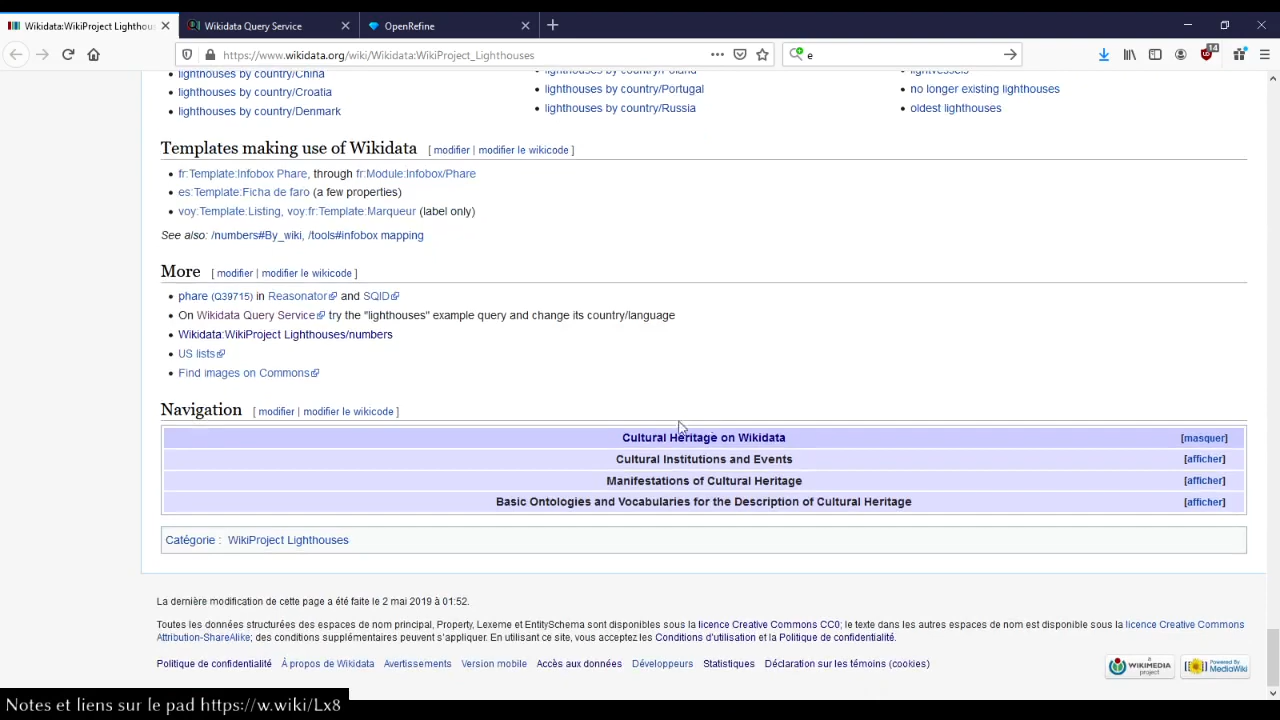 Wikidata:WikiProject Lighthous
Wikidata Query Service
OpenRefine
https://www.wikidata.org/wiki/Wikidata:WikiProject_Lighthouses
e
14
lighthouses by country/China
lighthouses by country/Croatia
lighthouses by country/Denmark
lighthouses by country/Poland
lighthouses by country/Portugal
lighthouses by country/Russia
lightvessels
no longer existing lighthouses
oldest lighthouses
Templates making use of Wikidata [ modifier | modifier le wikicode ]
fr:Template:Infobox Phare, through fr:Module:Infobox/Phare
es:Template:Ficha de faro (a few properties)
voy:Template:Listing, voy:fr:Template:Marqueur (label only)
See also: /numbers#By_wiki, /tools#infobox mapping
More [ modifier | modifier le wikicode ]
phare (Q39715) in Reasonator and SQID
On Wikidata Query Service try the "lighthouses" example query and change its country/language
Wikidata:WikiProject Lighthouses/numbers
US lists
Find images on Commons
Navigation [ modifier | modifier le wikicode ]
Cultural Heritage on Wikidata [masquer]
Cultural Institutions and Events [afficher]
Manifestations of Cultural Heritage [afficher]
Basic Ontologies and Vocabularies for the Description of Cultural Heritage [afficher]
Catégorie : WikiProject Lighthouses
La dernière modification de cette page a été faite le 2 mai 2019 à 01:52.
Toutes les données structurées des espaces de nom principal, Property, Lexeme et EntitySchema sont disponibles sous la licence Creative Commons CC0; le texte dans les autres espaces de nom est disponible sous la licence Creative Commons
Attribution-ShareAlike; des conditions supplémentaires peuvent s'appliquer. En utilisant ce site, vous acceptez les Conditions d'utilisation et la Politique de confidentialité.
Politique de confidentialité À propos de Wikidata Avertissements Version mobile Accès aux données Développeurs Statistiques Déclaration sur les témoins (cookies)
A WIKIMEDIA project
Powered By MediaWiki
Notes et liens sur le pad https://w.wiki/Lx8